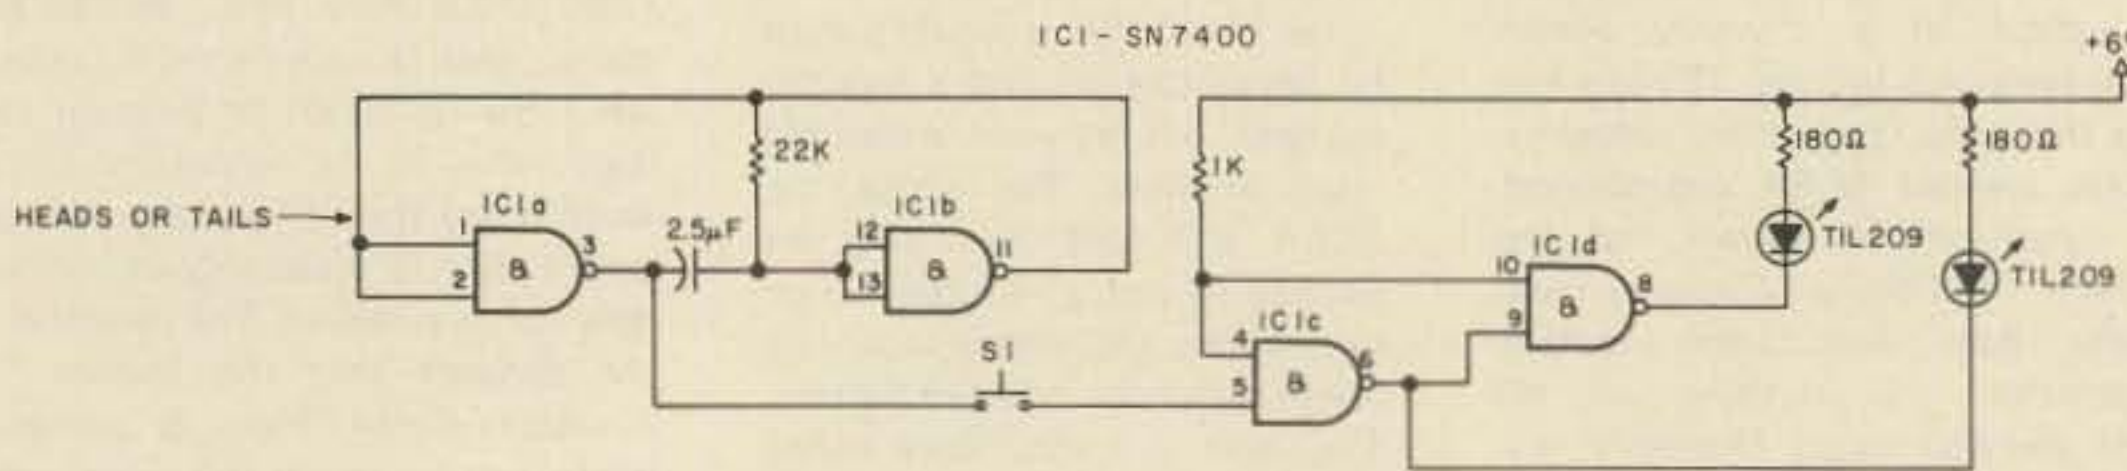 IC1-SN7400
+6V
22K
1K
180Ω
180Ω
HEADS OR TAILS
IC1a
1
2
3
&
2.5µF
IC1b
12
13
11
&
TIL209
TIL209
IC1d
10
9
8
&
IC1c
4
5
6
&
S1